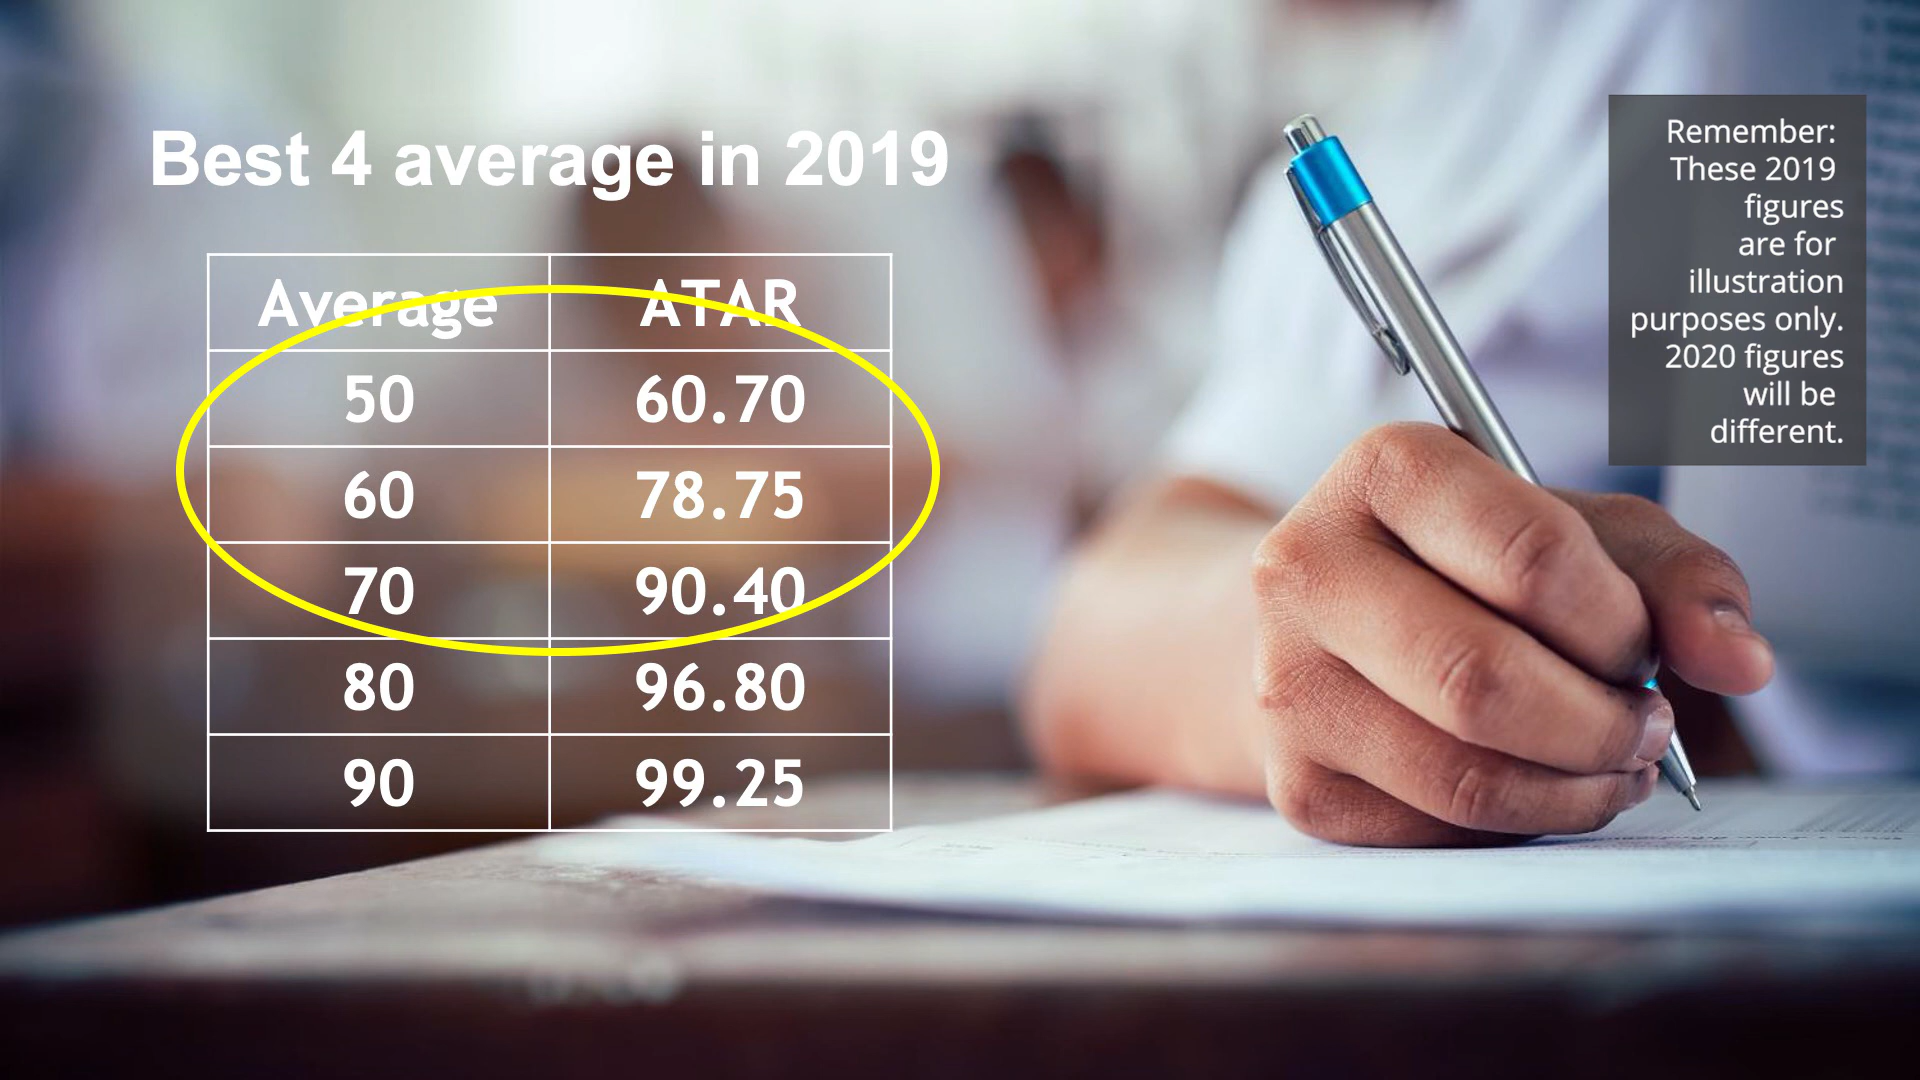 Best 4 average in 2019
Average ATAR
50 60.70
60 78.75
70 90.40
80 96.80
90 99.25
Remember:
These 2019
figures
are for
illustration
purposes only.
2020 figures
will be
different.